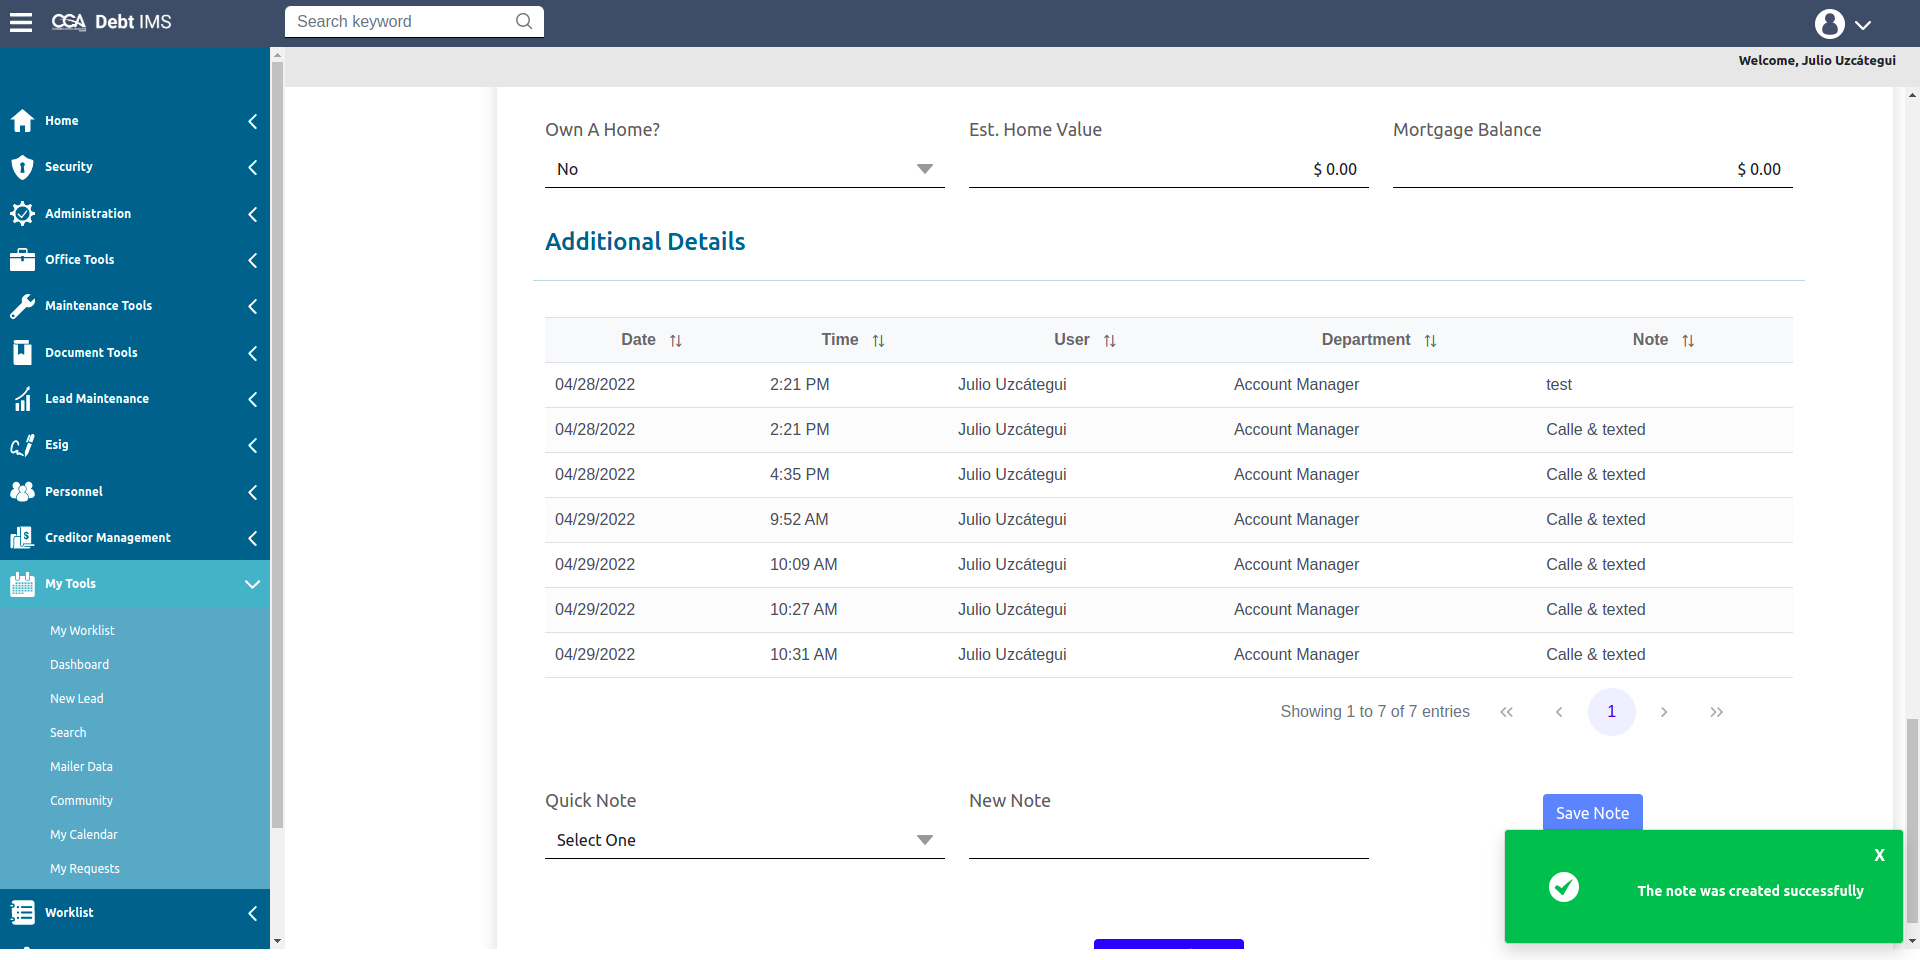 CGA Debt IMS
Search keyword
Welcome, Julio Uzcátegui
Home
Security
Administration
Office Tools
Maintenance Tools
Document Tools
Lead Maintenance
Esig
Personnel
Creditor Management
My Tools
My Worklist
Dashboard
New Lead
Search
Mailer Data
Community
My Calendar
My Requests
Worklist
Own A Home? Est. Home Value Mortgage Balance
No $ 0.00 $ 0.00
Additional Details
Date Time User Department Note
04/28/2022 2:21 PM Julio Uzcátegui Account Manager test
04/28/2022 2:21 PM Julio Uzcátegui Account Manager Calle & texted
04/28/2022 4:35 PM Julio Uzcátegui Account Manager Calle & texted
04/29/2022 9:52 AM Julio Uzcátegui Account Manager Calle & texted
04/29/2022 10:09 AM Julio Uzcátegui Account Manager Calle & texted
04/29/2022 10:27 AM Julio Uzcátegui Account Manager Calle & texted
04/29/2022 10:31 AM Julio Uzcátegui Account Manager Calle & texted
Showing 1 to 7 of 7 entries 1
Quick Note New Note
Save Note
Select One
X
The note was created successfully